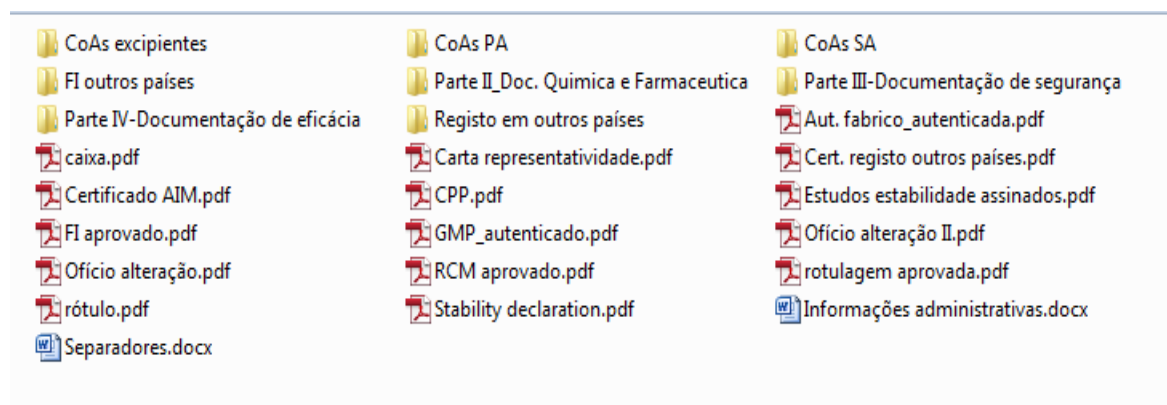 CoAs excipientes CoAs PA CoAs SA
FI outros países Parte II_Doc. Quimica e Farmaceutica Parte III-Documentação de segurança
Parte IV-Documentação de eficácia Registo em outros países Aut. fabrico_autenticada.pdf
caixa.pdf Carta representatividade.pdf Cert. registo outros países.pdf
Certificado AIM.pdf CPP.pdf Estudos estabilidade assinados.pdf
FI aprovado.pdf GMP_autenticado.pdf Ofício alteração II.pdf
Ofício alteração.pdf RCM aprovado.pdf rotulagem aprovada.pdf
rótulo.pdf Stability declaration.pdf Informações administrativas.docx
Separadores.docx